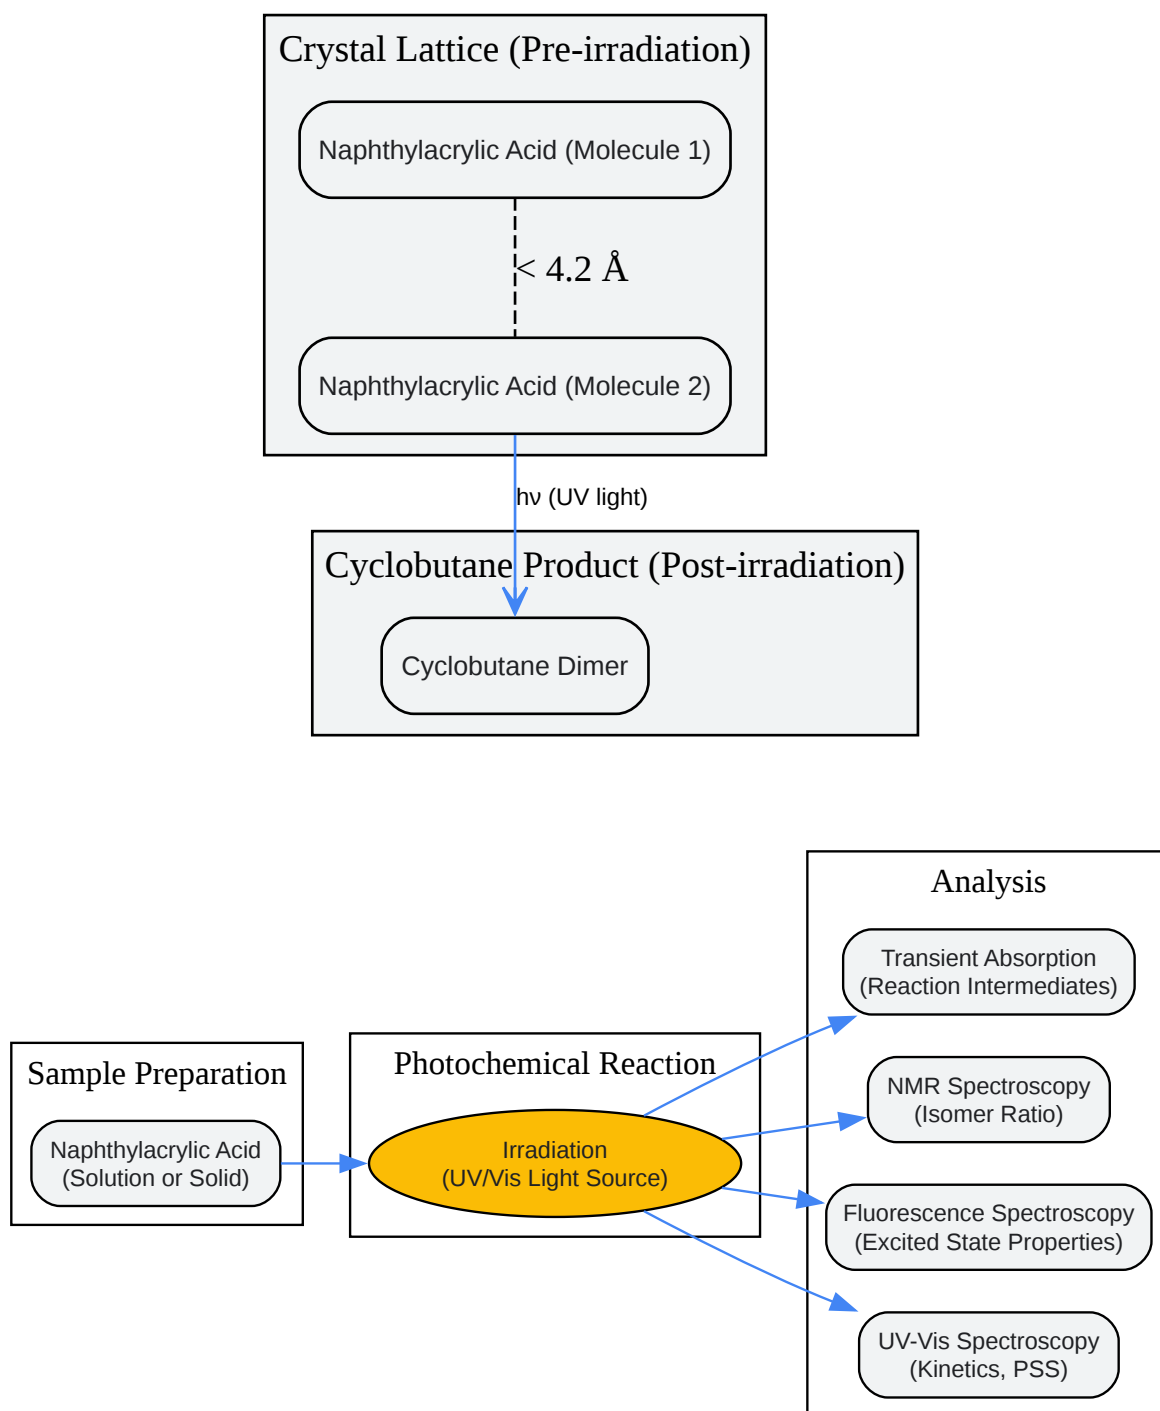 Crystal Lattice (Pre-irradiation)
Naphthylacrylic Acid (Molecule 1)
< 4.2 Å
Naphthylacrylic Acid (Molecule 2)
hν (UV light)
Cyclobutane Product (Post-irradiation)
Cyclobutane Dimer
Sample Preparation
Naphthylacrylic Acid
(Solution or Solid)
Photochemical Reaction
Irradiation
(UV/Vis Light Source)
Analysis
Transient Absorption
(Reaction Intermediates)
NMR Spectroscopy
(Isomer Ratio)
Fluorescence Spectroscopy
(Excited State Properties)
UV-Vis Spectroscopy
(Kinetics, PSS)